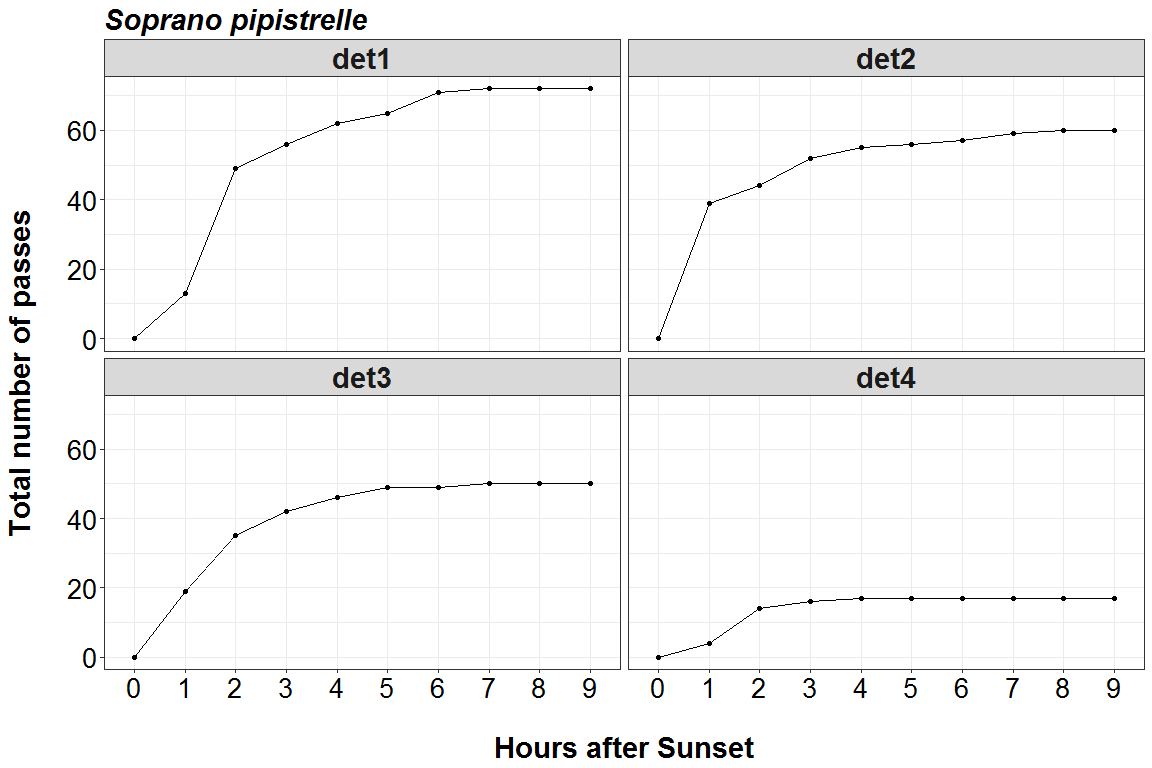 Soprano pipistrelle
det1
det2
60
40
20
0
det3
det4
60
40
20
0
0 1 2 3 4 5 6 7 8 9
0 1 2 3 4 5 6 7 8 9
Total number of passes
Hours after Sunset